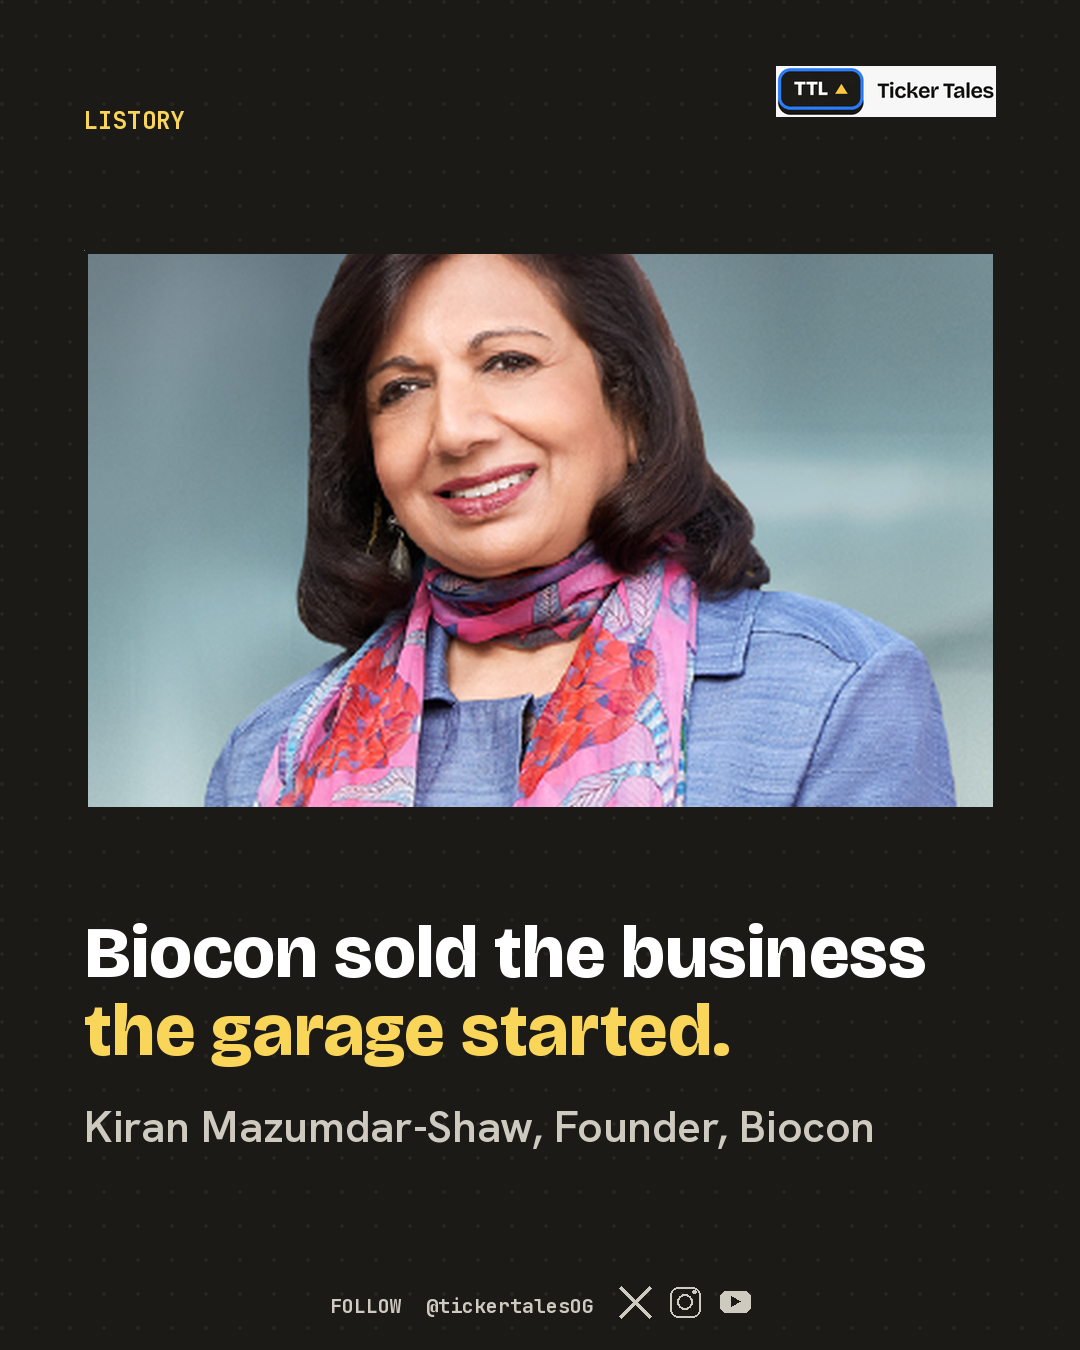 LISTORY
TTL
Ticker Tales
Biocon sold the business
the garage started.
Kiran Mazumdar-Shaw, Founder, Biocon
FOLLOW @tickertalesOG